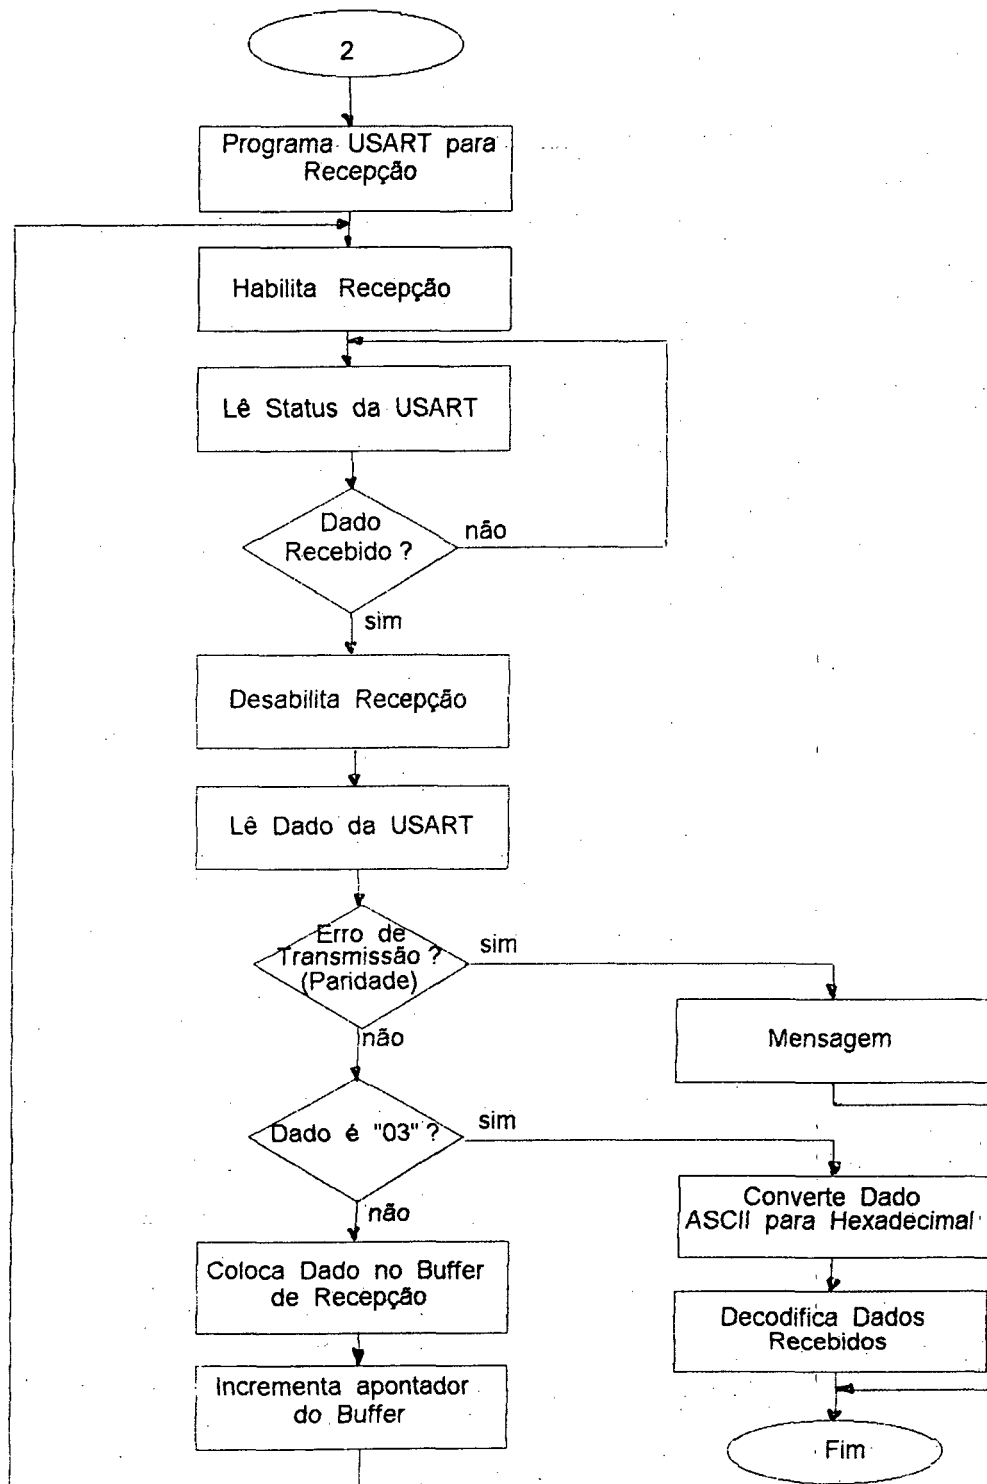 2
Programa USART para
Recepção
Habilita Recepção
Lê Status da USART
Dado
Recebido ?
não
sim
Desabilita Recepção
Lê Dado da USART
Erro de
Transmissão ?
(Paridade)
sim
não
Mensagem
Dado é "03" ?
sim
não
Converte Dado
ASCII para Hexadecimal
Coloca Dado no Buffer
de Recepção
Decodifica Dados
Recebidos
Incrementa apontador
do Buffer
Fim